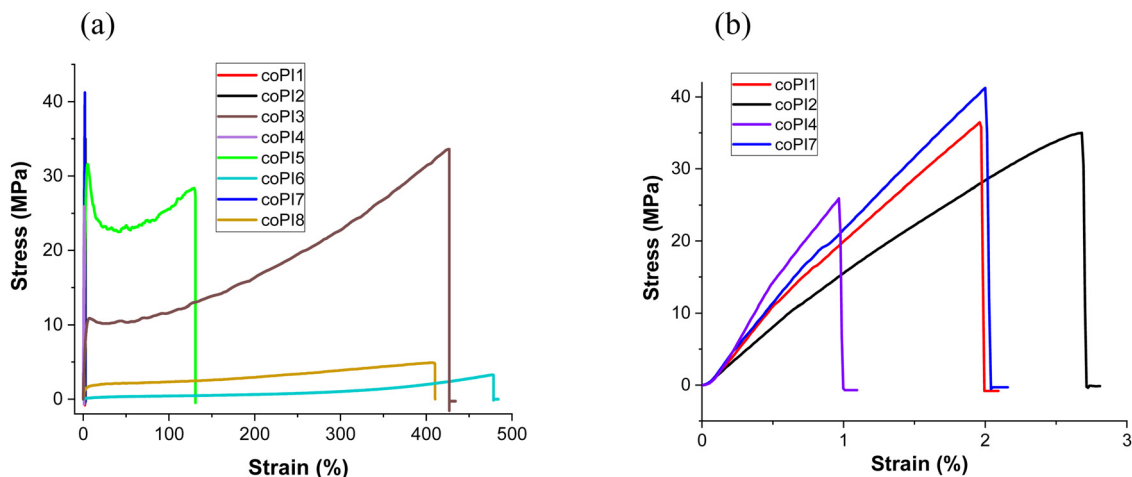 (a)
coPI1
coPI2
coPI3
coPI4
coPI5
coPI6
coPI7
coPI8
Stress (MPa)
40
30
20
10
0
0 100 200 300 400 500
Strain (%)
(b)
coPI1
coPI2
coPI4
coPI7
Stress (MPa)
40
30
20
10
0
0 1 2 3
Strain (%)